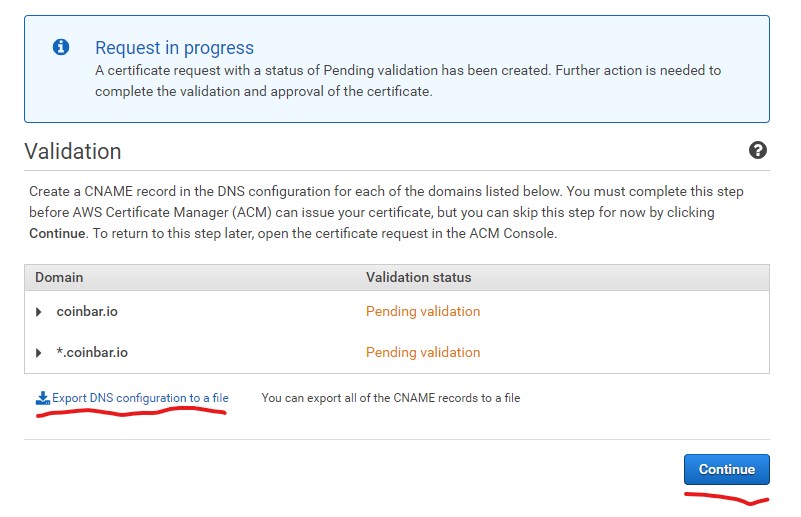 Request in progress
A certificate request with a status of Pending validation has been created. Further action is needed to
complete the validation and approval of the certificate.
Validation
Create a CNAME record in the DNS configuration for each of the domains listed below. You must complete this step
before AWS Certificate Manager (ACM) can issue your certificate, but you can skip this step for now by clicking
Continue. To return to this step later, open the certificate request in the ACM Console.
Domain Validation status
coinbar.io Pending validation
*.coinbar.io Pending validation
Export DNS configuration to a file You can export all of the CNAME records to a file
Continue